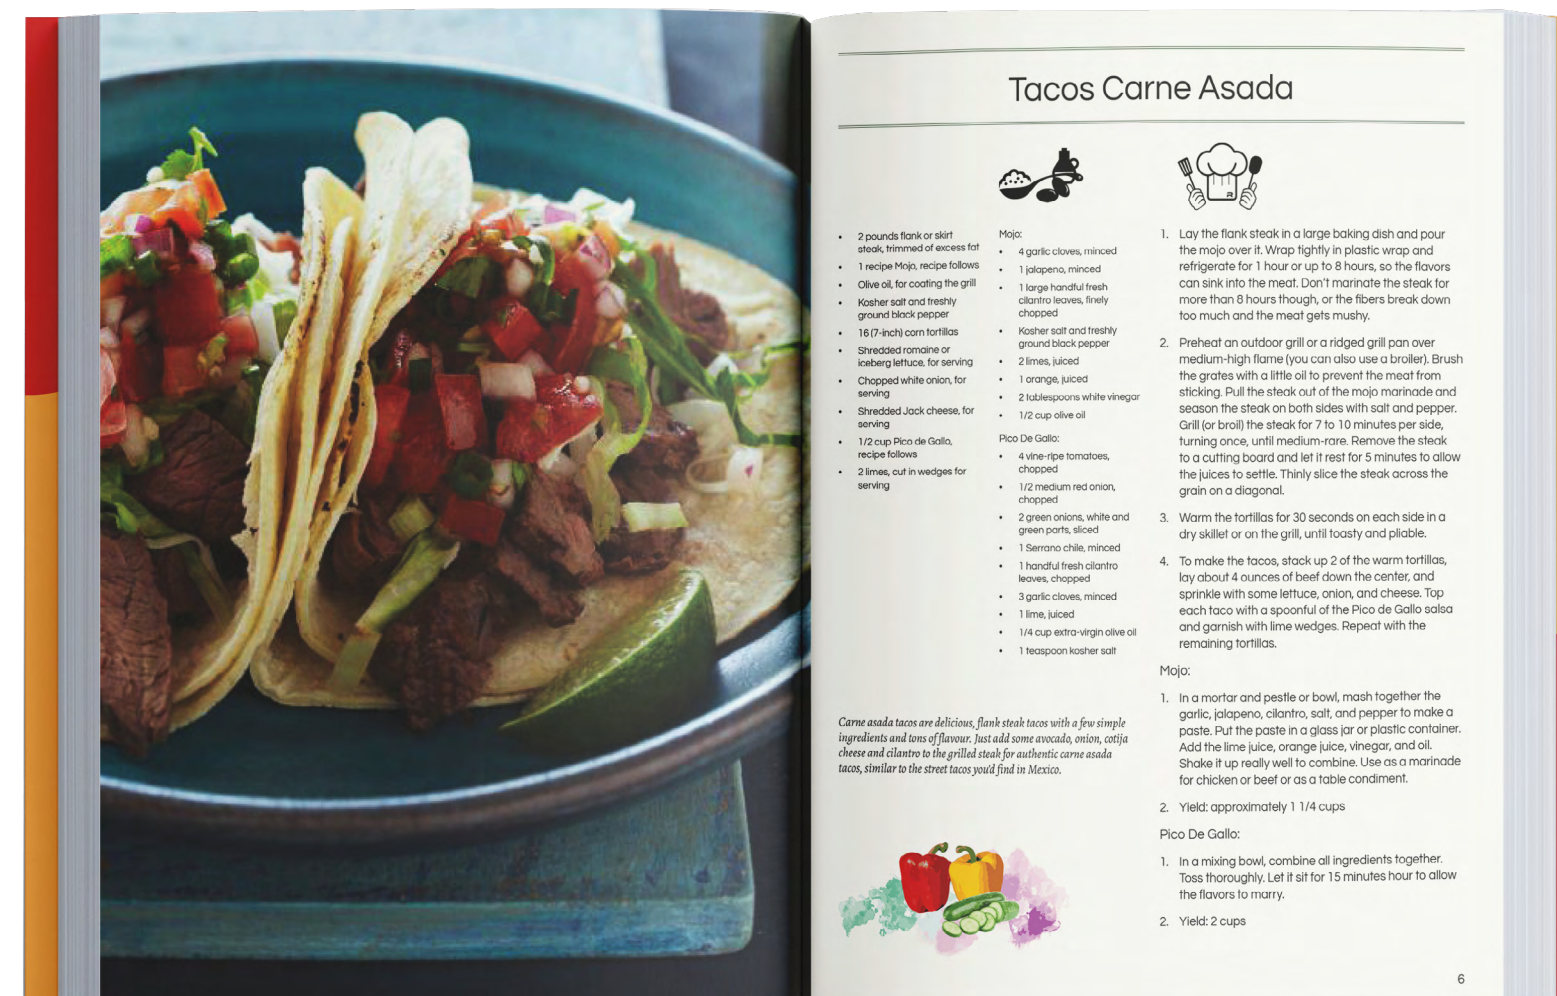 Tacos Carne Asada
• 2 pounds flank or skirt
steak, trimmed of excess fat
• 1 recipe Mojo, recipe follows
• Olive oil, for coating the grill
• Kosher salt and freshly
ground black pepper
• 16 (7-inch) corn tortillas
• Shredded romaine or
iceberg lettuce, for serving
• Chopped white onion, for
serving
• Shredded Jack cheese, for
serving
• 1/2 cup Pico de Gallo,
recipe follows
• 2 limes, cut in wedges for
serving
Mojo:
• 4 garlic cloves, minced
• 1 jalapeno, minced
• 1 large handful fresh
cilantro leaves, finely
chopped
• Kosher salt and freshly
ground black pepper
• 2 limes, juiced
• 1 orange, juiced
• 2 tablespoons white vinegar
• 1/2 cup olive oil
Pico De Gallo:
• 4 vine-ripe tomatoes,
chopped
• 1/2 medium red onion,
chopped
• 2 green onions, white and
green parts, sliced
• 1 Serrano chile, minced
• 1 handful fresh cilantro
leaves, chopped
• 3 garlic cloves, minced
• 1 lime, juiced
• 1/4 cup extra-virgin olive oil
• 1 teaspoon kosher salt
Carne asada tacos are delicious, flank steak tacos with a few simple
ingredients and tons of flavour. Just add some avocado, onion, cotija
cheese and cilantro to the grilled steak for authentic carne asada
tacos, similar to the street tacos you'd find in Mexico.
R
1. Lay the flank steak in a large baking dish and pour
the mojo over it. Wrap tightly in plastic wrap and
refrigerate for 1 hour or up to 8 hours, so the flavors
can sink into the meat. Don't marinate the steak for
more than 8 hours though, or the fibers break down
too much and the meat gets mushy.
2. Preheat an outdoor grill or a ridged grill pan over
medium-high flame (you can also use a broiler). Brush
the grates with a little oil to prevent the meat from
sticking. Pull the steak out of the mojo marinade and
season the steak on both sides with salt and pepper.
Grill (or broil) the steak for 7 to 10 minutes per side,
turning once, until medium-rare. Remove the steak
to a cutting board and let it rest for 5 minutes to allow
the juices to settle. Thinly slice the steak across the
grain on a diagonal.
3. Warm the tortillas for 30 seconds on each side in a
dry skillet or on the grill, until toasty and pliable.
4. To make the tacos, stack up 2 of the warm tortillas,
lay about 4 ounces of beef down the center, and
sprinkle with some lettuce, onion, and cheese. Top
each taco with a spoonful of the Pico de Gallo salsa
and garnish with lime wedges. Repeat with the
remaining tortillas.
Mojo:
1. In a mortar and pestle or bowl, mash together the
garlic, jalapeno, cilantro, salt, and pepper to make a
paste. Put the paste in a glass jar or plastic container.
Add the lime juice, orange juice, vinegar, and oil.
Shake it up really well to combine. Use as a marinade
for chicken or beef or as a table condiment.
2. Yield: approximately 1 1/4 cups
Pico De Gallo:
1. In a mixing bowl, combine all ingredients together.
Toss thoroughly. Let it sit for 15 minutes hour to allow
the flavors to marry.
2. Yield: 2 cups
6